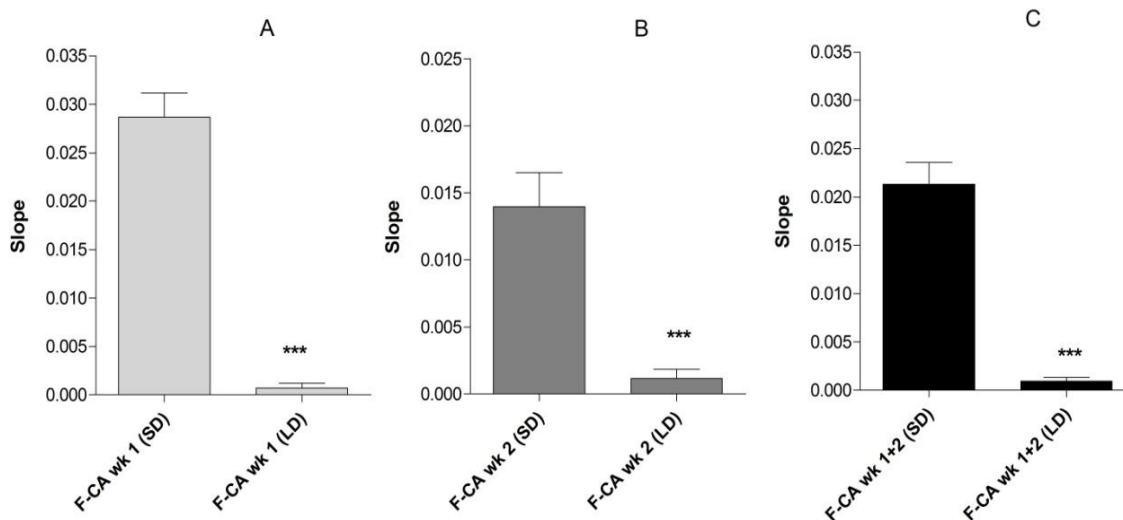 A
Slope
0.035
0.030
0.025
0.020
0.015
0.010
0.005
0.000
***
F-CA wk 1 (SD)
F-CA wk 1 (LD)
B
Slope
0.025
0.020
0.015
0.010
0.005
0.000
***
F-CA wk 2 (SD)
F-CA wk 2 (LD)
C
Slope
0.035
0.030
0.025
0.020
0.015
0.010
0.005
0.000
***
F-CA wk 1+2 (SD)
F-CA wk 1+2 (LD)